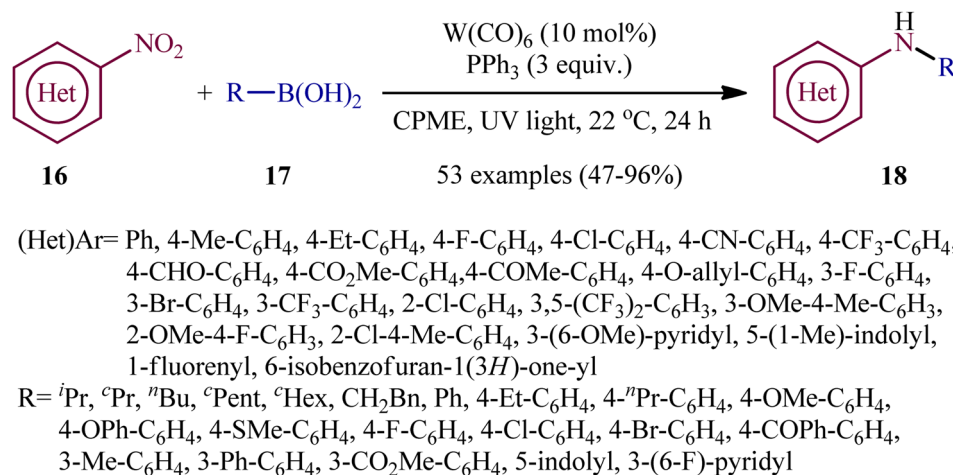 NO₂
Het
+ R—B(OH)₂
W(CO)₆ (10 mol%)
PPh₃ (3 equiv.)
CPME, UV light, 22 °C, 24 h
53 examples (47-96%)
H
N
R
Het
16
17
18
(Het)Ar= Ph, 4-Me-C₆H₄, 4-Et-C₆H₄, 4-F-C₆H₄, 4-Cl-C₆H₄, 4-CN-C₆H₄, 4-CF₃-C₆H₄,
4-CHO-C₆H₄, 4-CO₂Me-C₆H₄,4-COMe-C₆H₄, 4-O-allyl-C₆H₄, 3-F-C₆H₄,
3-Br-C₆H₄, 3-CF₃-C₆H₄, 2-Cl-C₆H₄, 3,5-(CF₃)₂-C₆H₃, 3-OMe-4-Me-C₆H₃,
2-OMe-4-F-C₆H₃, 2-Cl-4-Me-C₆H₄, 3-(6-OMe)-pyridyl, 5-(1-Me)-indolyl,
1-fluorenyl, 6-isobenzofuran-1(3H)-one-yl
R= ⁱPr, ᶜPr, ⁿBu, ᶜPent, ᶜHex, CH₂Bn, Ph, 4-Et-C₆H₄, 4-ⁿPr-C₆H₄, 4-OMe-C₆H₄,
4-OPh-C₆H₄, 4-SMe-C₆H₄, 4-F-C₆H₄, 4-Cl-C₆H₄, 4-Br-C₆H₄, 4-COPh-C₆H₄,
3-Me-C₆H₄, 3-Ph-C₆H₄, 3-CO₂Me-C₆H₄, 5-indolyl, 3-(6-F)-pyridyl